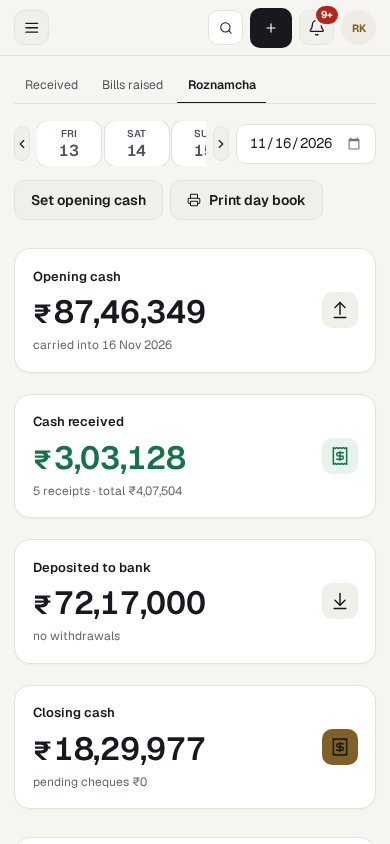 9+
RK
Received Bills raised Roznamcha
FRI SAT
13 14 11/16/2026
Set opening cash Print day book
Opening cash
₹87,46,349
carried into 16 Nov 2026
Cash received
₹3,03,128
5 receipts · total ₹4,07,504
Deposited to bank
₹72,17,000
no withdrawals
Closing cash
₹18,29,977
pending cheques ₹0